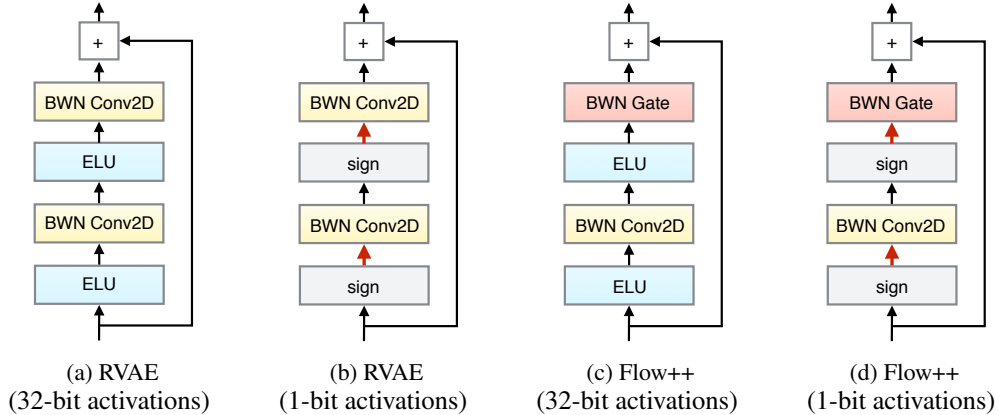 +
BWN Conv2D
ELU
BWN Conv2D
ELU
(a) RVAE
(32-bit activations)
+
BWN Conv2D
sign
BWN Conv2D
sign
(b) RVAE
(1-bit activations)
+
BWN Gate
ELU
BWN Conv2D
ELU
(c) Flow++
(32-bit activations)
+
BWN Gate
sign
BWN Conv2D
sign
(d) Flow++
(1-bit activations)